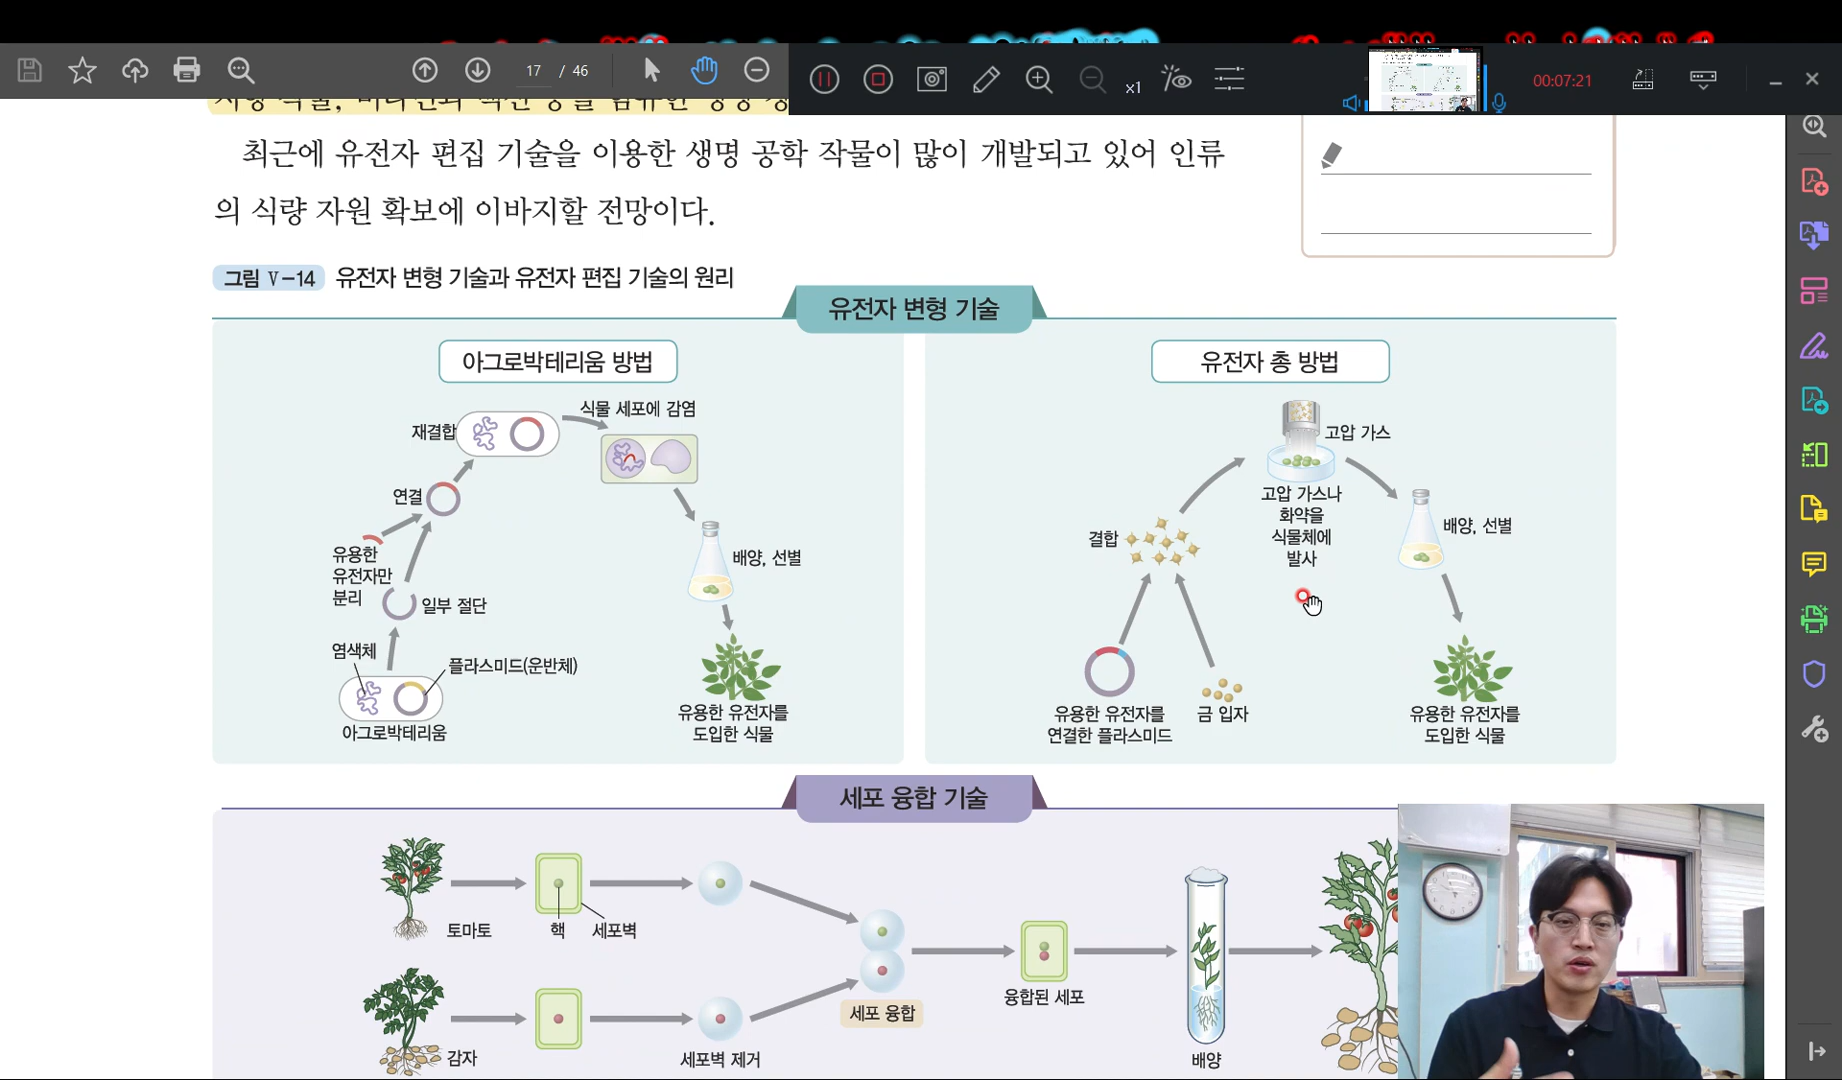 17 / 46
x1
00:07:21
최근에 유전자 편집 기술을 이용한 생명 공학 작물이 많이 개발되고 있어 인류
의 식량 자원 확보에 이바지할 전망이다.
그림 Ⅴ-14 유전자 변형 기술과 유전자 편집 기술의 원리
유전자 변형 기술
아그로박테리움 방법
식물 세포에 감염
재결합
연결
유용한
유전자만
분리
일부 절단
염색체
플라스미드(운반체)
아그로박테리움
배양, 선별
유용한 유전자를
도입한 식물
유전자 총 방법
고압 가스
고압 가스나
화약을
식물체에
발사
결합
배양, 선별
유용한 유전자를
연결한 플라스미드
금 입자
유용한 유전자를
도입한 식물
세포 융합 기술
토마토
핵
세포벽
세포 융합
융합된 세포
감자
세포벽 제거
배양